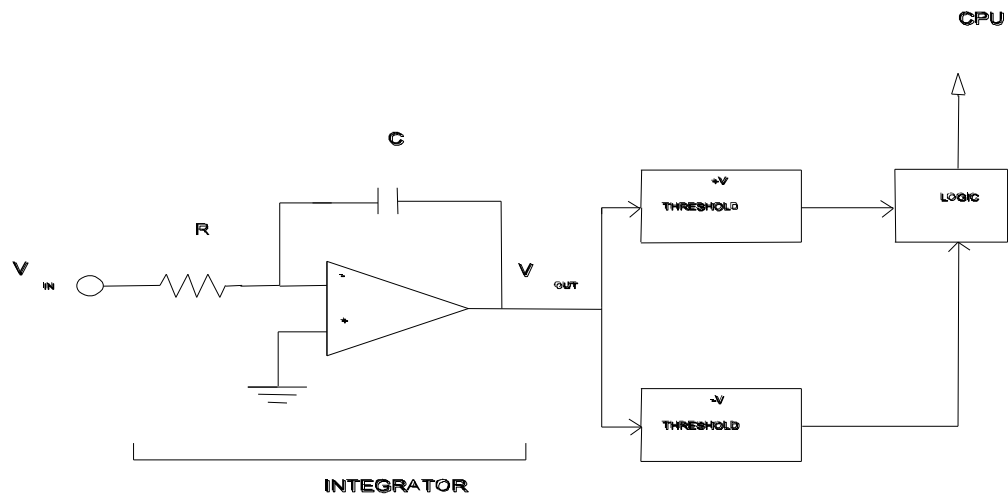 CPU
C
+V
THRESHOLD
LOGIC
R
V IN
-
+
V OUT
-V
THRESHOLD
INTEGRATOR